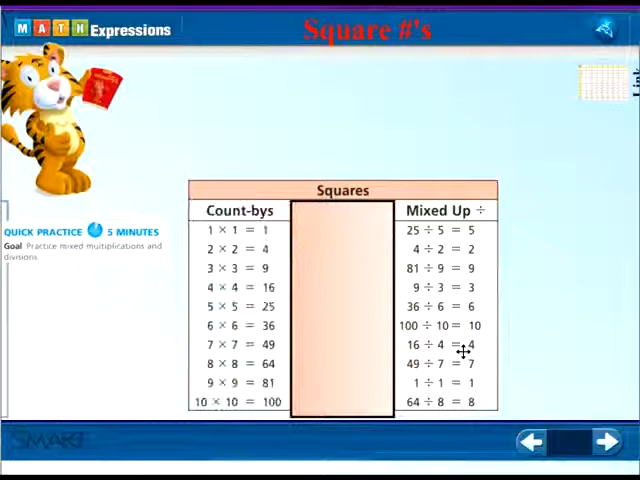 MATH Expressions
Square #'s
Link
QUICK PRACTICE 5 MINUTES
Goal Practice mixed multiplications and
divisions
Squares
Count-bys
1 × 1 = 1
2 × 2 = 4
3 × 3 = 9
4 × 4 = 16
5 × 5 = 25
6 × 6 = 36
7 × 7 = 49
8 × 8 = 64
9 × 9 = 81
10 × 10 = 100
Mixed Up ÷
25 ÷ 5 = 5
4 ÷ 2 = 2
81 ÷ 9 = 9
9 ÷ 3 = 3
36 ÷ 6 = 6
100 ÷ 10 = 10
16 ÷ 4 = 4
49 ÷ 7 = 7
1 ÷ 1 = 1
64 ÷ 8 = 8
SMART